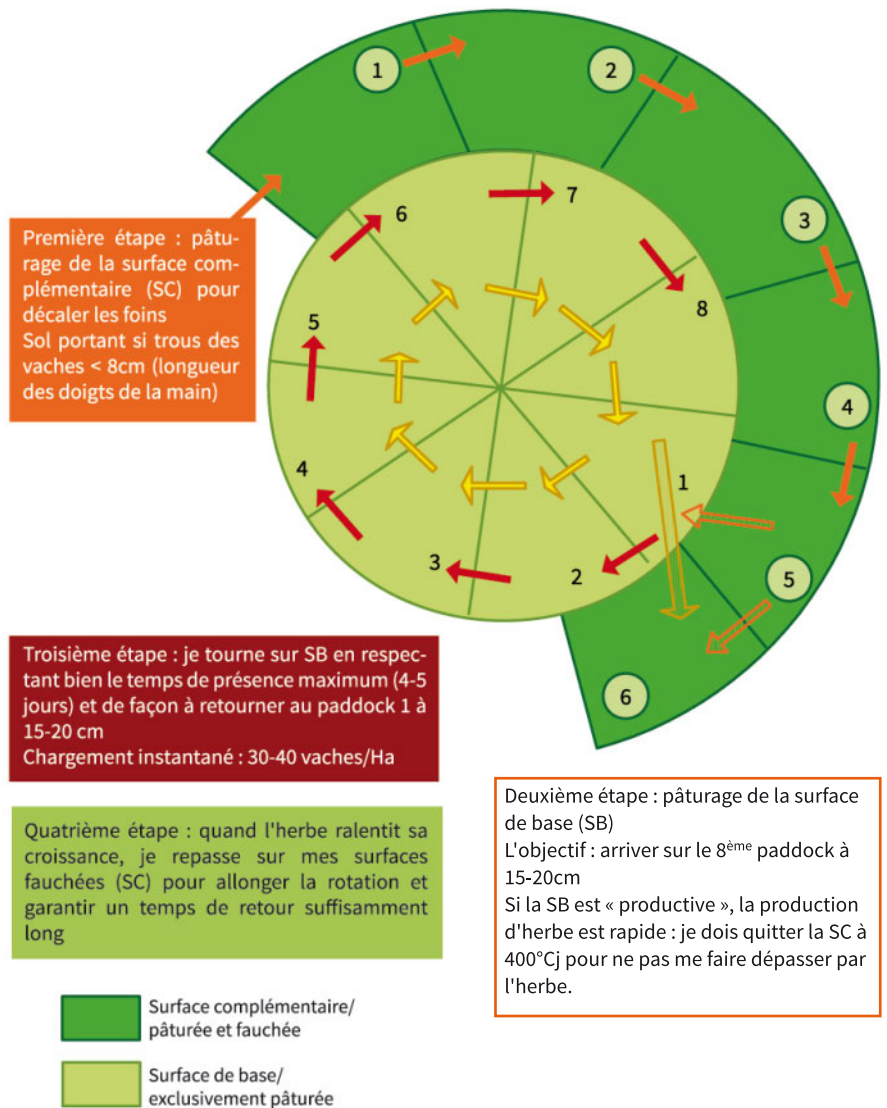 1
2
3
4
5
6
7
6
5
4
3
2
1
8
Première étape : pâtu-
rage de la surface com-
plémentaire (SC) pour
décaler les foins
Sol portant si trous des
vaches < 8cm (longueur
des doigts de la main)
Troisième étape : je tourne sur SB en respec-
tant bien le temps de présence maximum (4-5
jours) et de façon à retourner au paddock 1 à
15-20 cm
Chargement instantané : 30-40 vaches/Ha
Deuxième étape : pâturage de la surface
de base (SB)
L'objectif : arriver sur le 8ème paddock à
15-20cm
Si la SB est « productive », la production
d'herbe est rapide : je dois quitter la SC à
400°Cj pour ne pas me faire dépasser par
l'herbe.
Quatrième étape : quand l'herbe ralentit sa
croissance, je repasse sur mes surfaces
fauchées (SC) pour allonger la rotation et
garantir un temps de retour suffisamment
long
Surface complémentaire/
pâturée et fauchée
Surface de base/
exclusivement pâturée